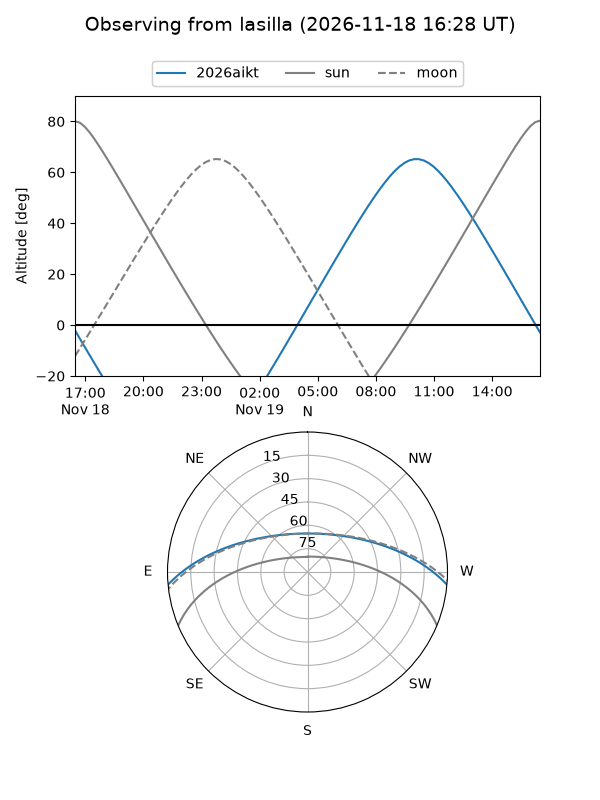 Observing from lasilla (2026-11-18 16:28 UT)
2026aikt sun moon
Altitude [deg]
80
60
40
20
0
−20
17:00 20:00 23:00 02:00 05:00 08:00 11:00 14:00
Nov 18 Nov 19
N
NE NW
15
30
45
60
75
E W
SE SW
S